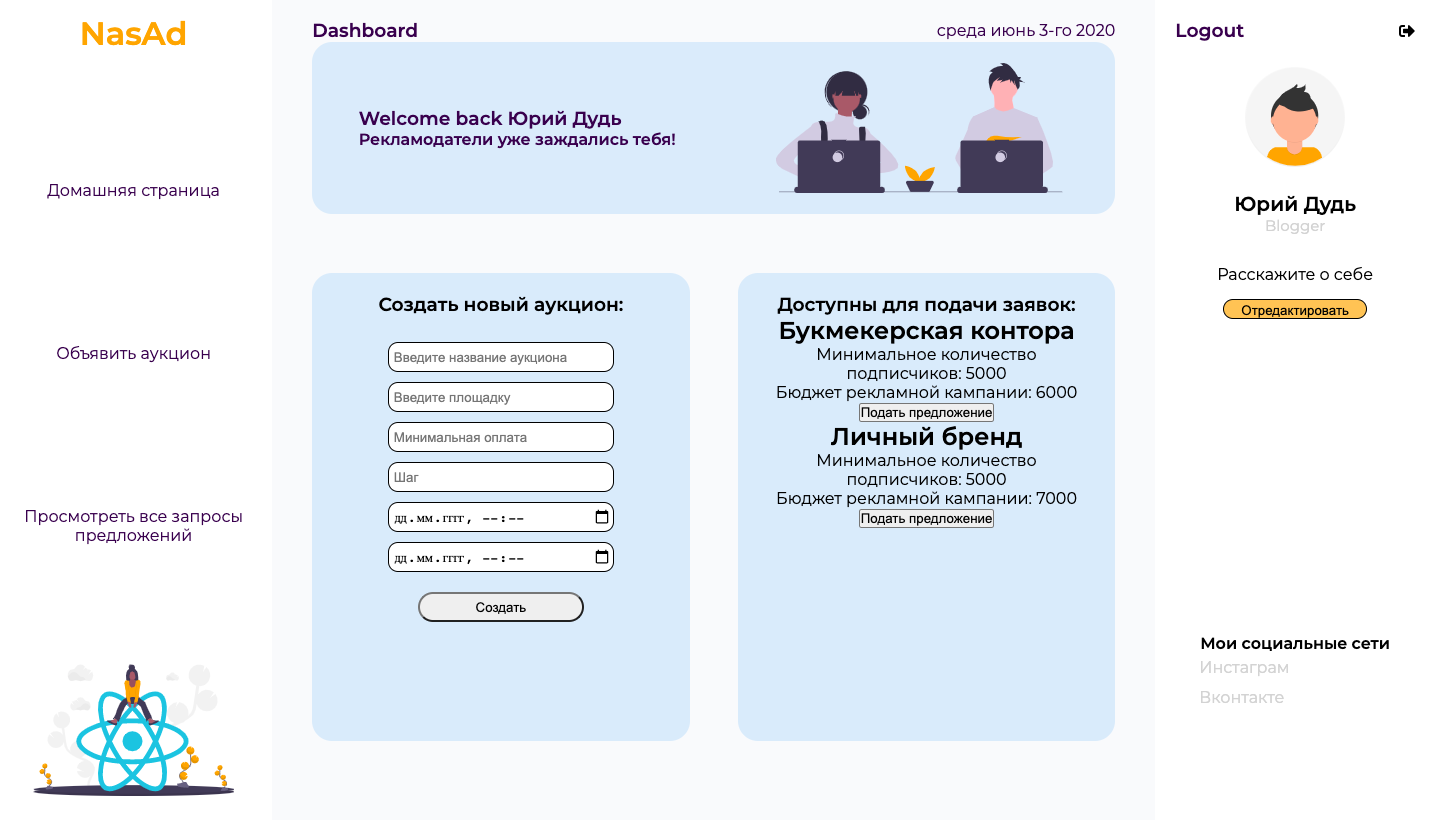 NasAd
Домашняя страница
Объявить аукцион
Просмотреть все запросы
предложений
Dashboard
среда июнь 3-го 2020
Welcome back Юрий Дудь
Рекламодатели уже заждались тебя!
Создать новый аукцион:
Введите название аукциона
Введите площадку
Минимальная оплата
Шаг
дд.мм.гггг, --:--
дд.мм.гггг, --:--
Создать
Доступны для подачи заявок:
Букмекерская контора
Минимальное количество
подписчиков: 5000
Бюджет рекламной кампании: 6000
Подать предложение
Личный бренд
Минимальное количество
подписчиков: 5000
Бюджет рекламной кампании: 7000
Подать предложение
Logout
Юрий Дудь
Blogger
Расскажите о себе
Отредактировать
Мои социальные сети
Инстаграм
Вконтакте